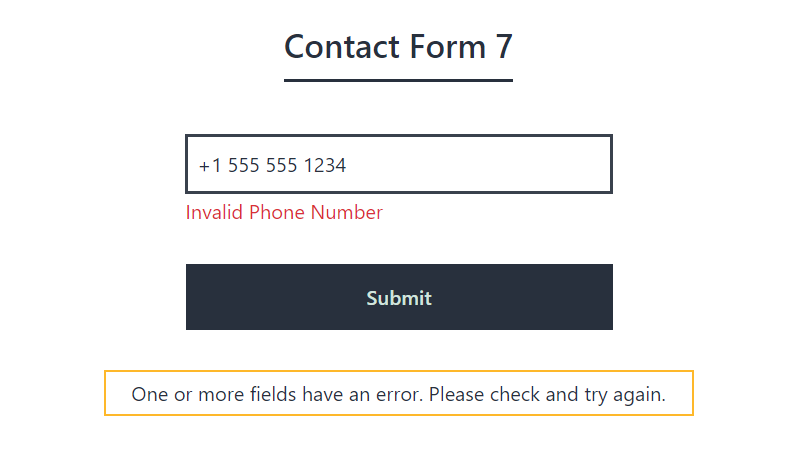 Contact Form 7
+1 555 555 1234
Invalid Phone Number
Submit
One or more fields have an error. Please check and try again.